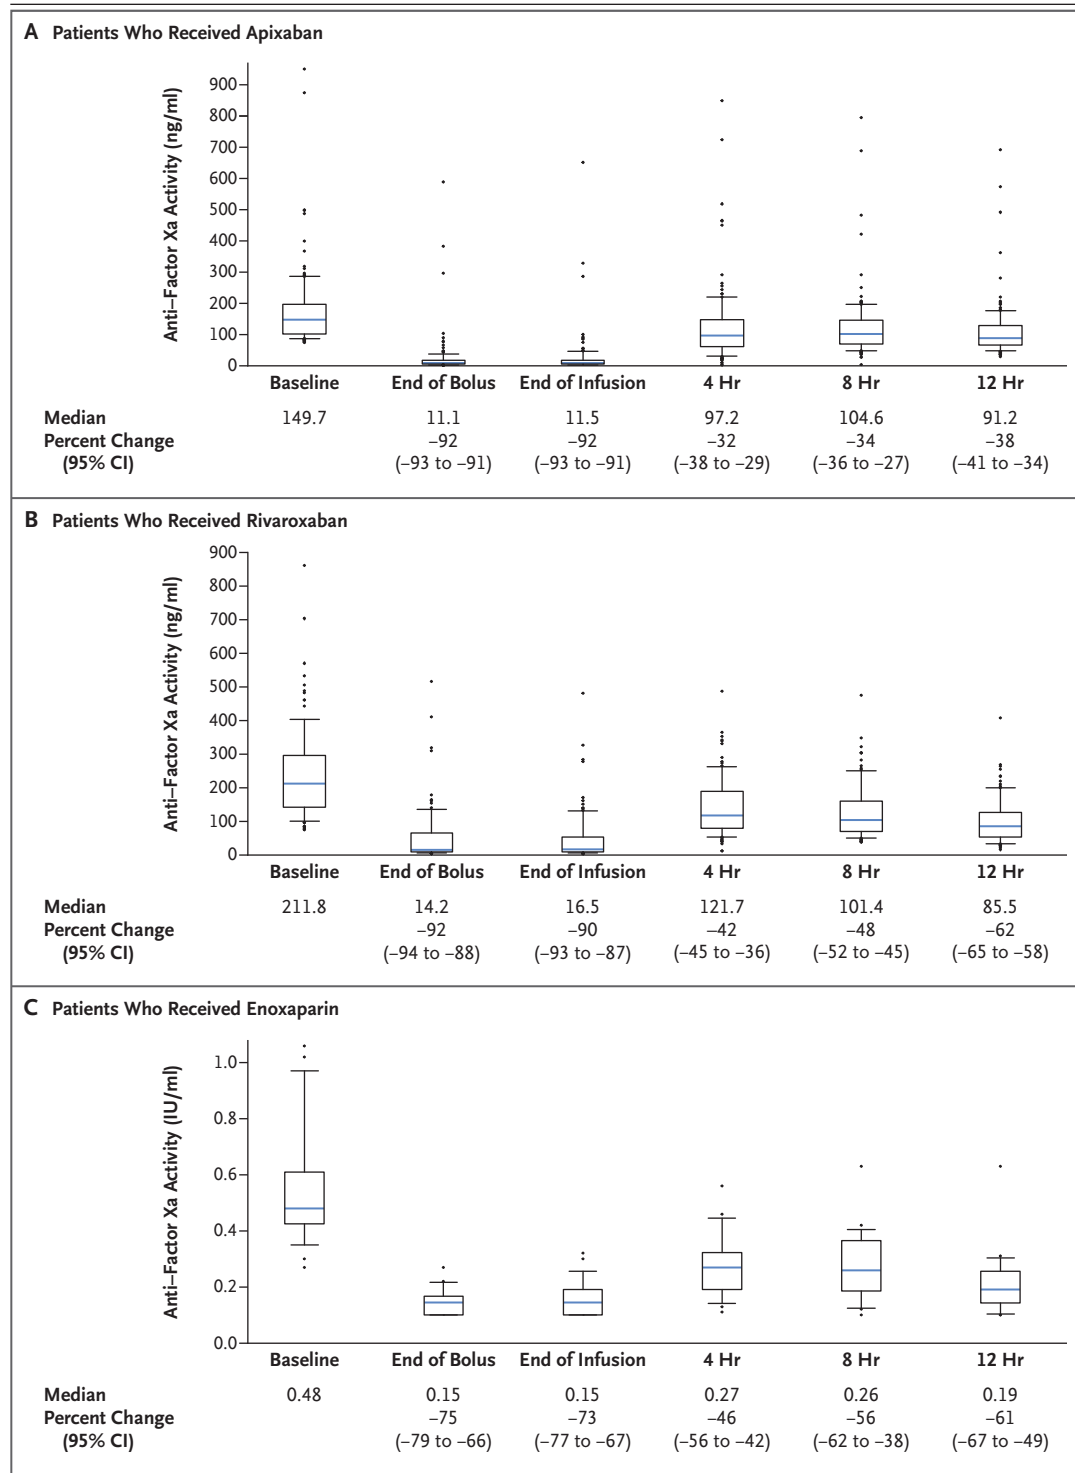 A Patients Who Received Apixaban
Anti–Factor Xa Activity (ng/ml)
900
800
700
600
500
400
300
200
100
0
Baseline End of Bolus End of Infusion 4 Hr 8 Hr 12 Hr
Median 149.7 11.1 11.5 97.2 104.6 91.2
Percent Change –92 –92 –32 –34 –38
(95% CI) (–93 to –91) (–93 to –91) (–38 to –29) (–36 to –27) (–41 to –34)
B Patients Who Received Rivaroxaban
Anti–Factor Xa Activity (ng/ml)
900
800
700
600
500
400
300
200
100
0
Baseline End of Bolus End of Infusion 4 Hr 8 Hr 12 Hr
Median 211.8 14.2 16.5 121.7 101.4 85.5
Percent Change –92 –90 –42 –48 –62
(95% CI) (–94 to –88) (–93 to –87) (–45 to –36) (–52 to –45) (–65 to –58)
C Patients Who Received Enoxaparin
Anti–Factor Xa Activity (IU/ml)
1.0
0.8
0.6
0.4
0.2
0.0
Baseline End of Bolus End of Infusion 4 Hr 8 Hr 12 Hr
Median 0.48 0.15 0.15 0.27 0.26 0.19
Percent Change –75 –73 –46 –56 –61
(95% CI) (–79 to –66) (–77 to –67) (–56 to –42) (–62 to –38) (–67 to –49)